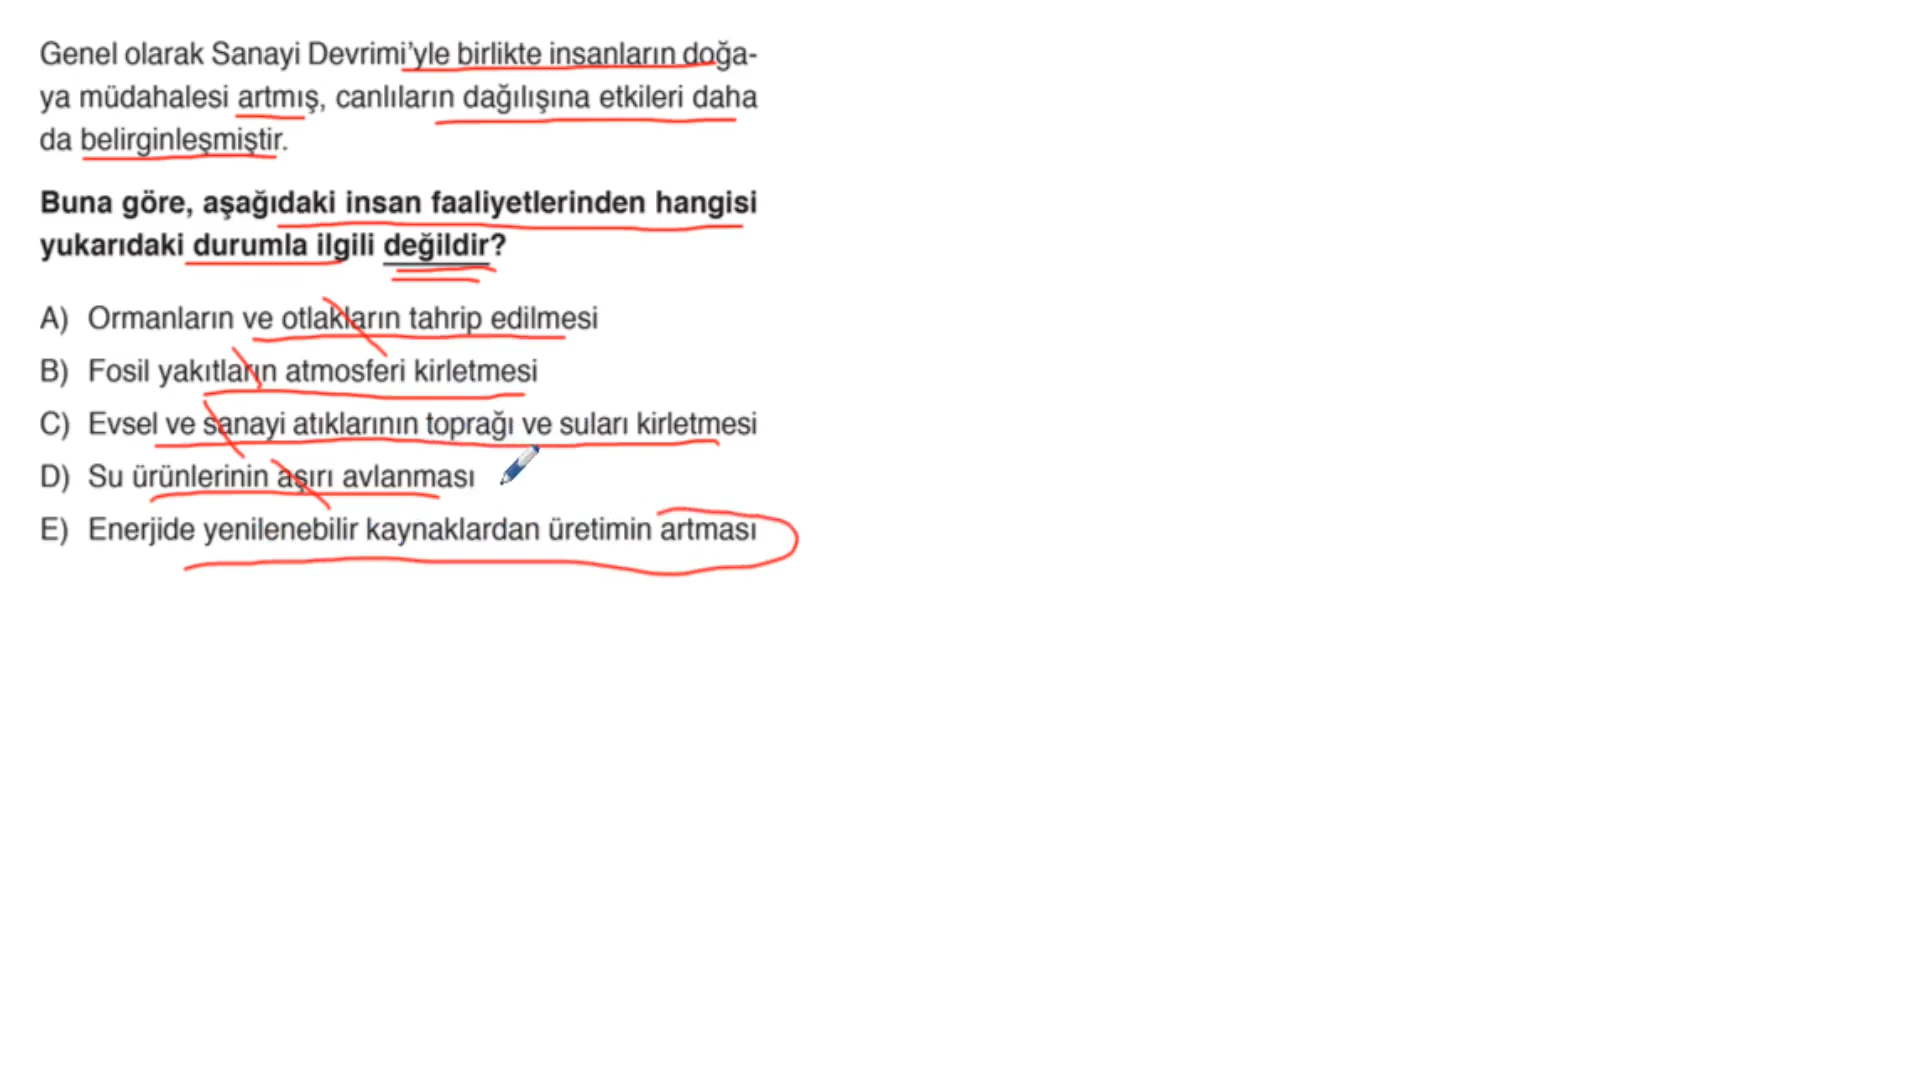 Genel olarak Sanayi Devrimi’yle birlikte insanların doğa-
ya müdahalesi artmış, canlıların dağılışına etkileri daha
da belirginleşmiştir.
Buna göre, aşağıdaki insan faaliyetlerinden hangisi
yukarıdaki durumla ilgili değildir?
A) Ormanların ve otlakların tahrip edilmesi
B) Fosil yakıtların atmosferi kirletmesi
C) Evsel ve sanayi atıklarının toprağı ve suları kirletmesi
D) Su ürünlerinin aşırı avlanması
E) Enerjide yenilenebilir kaynaklardan üretimin artması